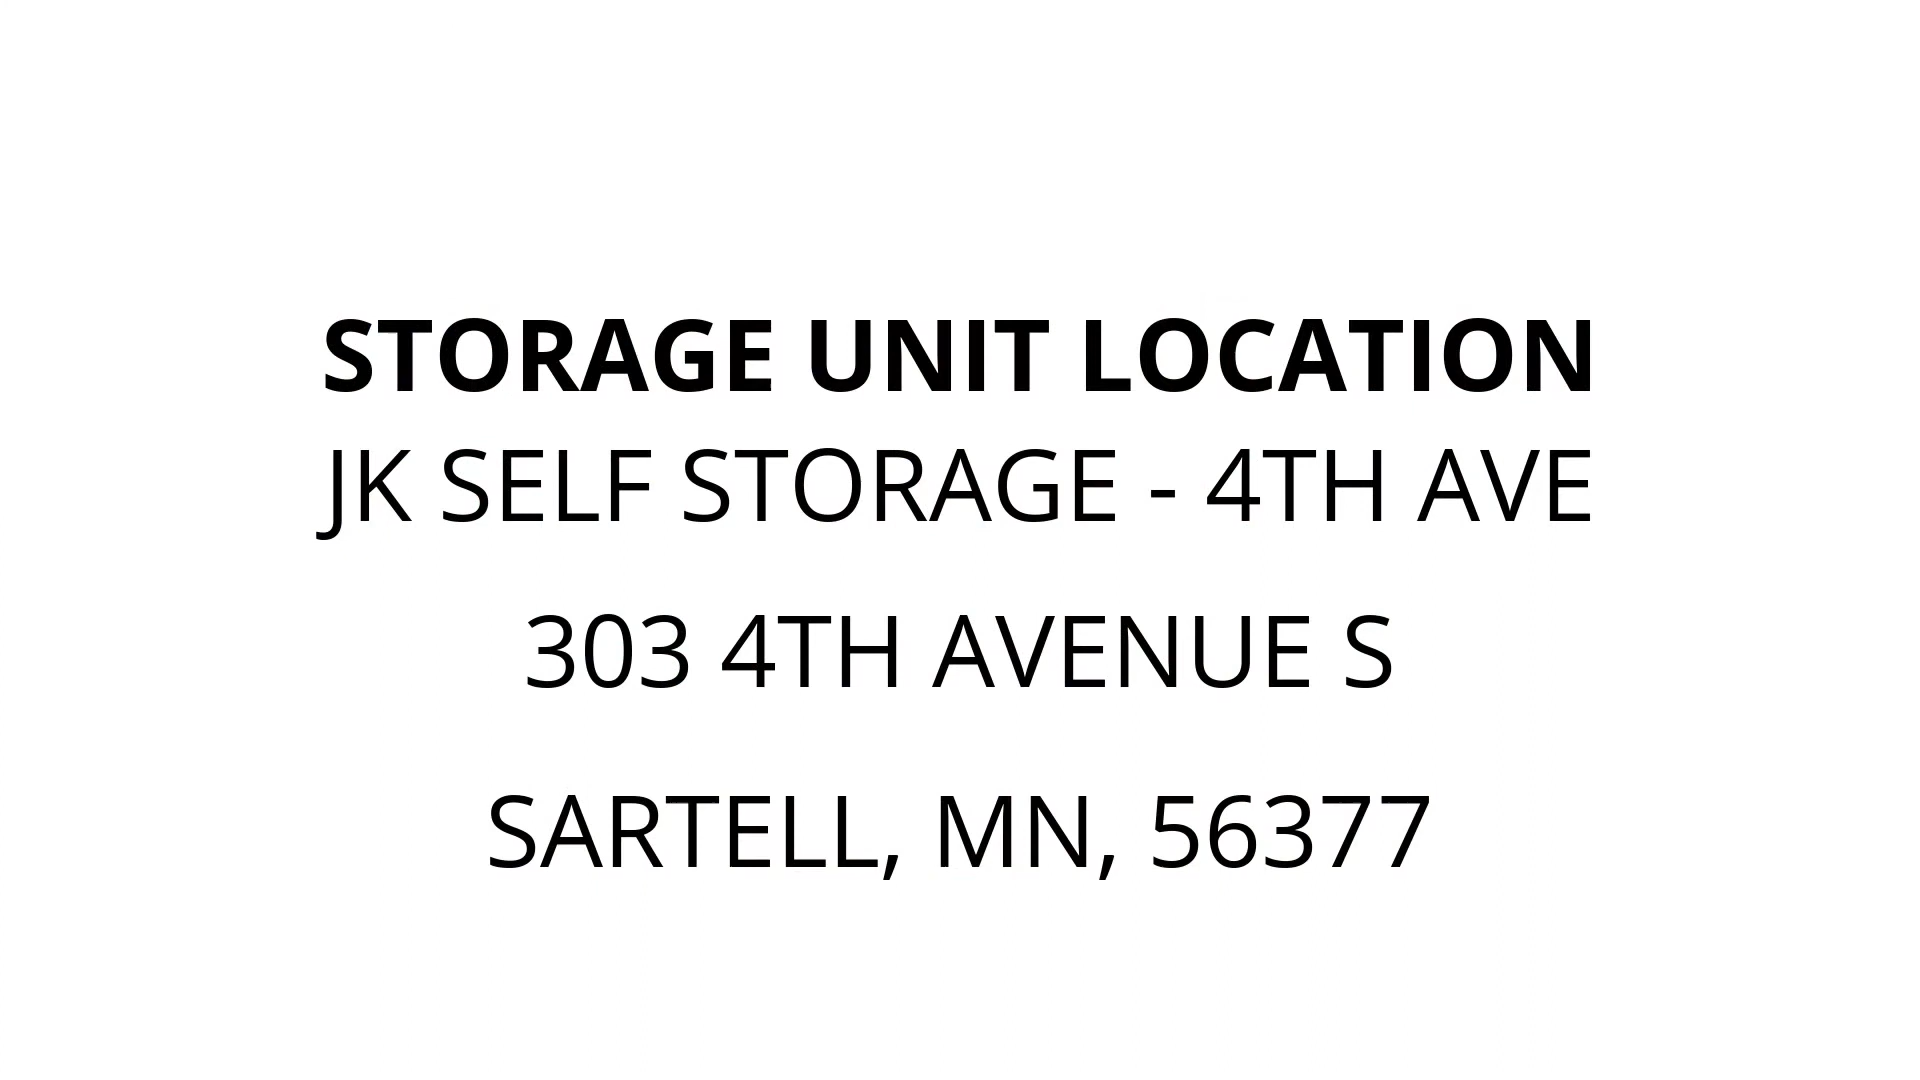 STORAGE UNIT LOCATION
JK SELF STORAGE - 4TH AVE
303 4TH AVENUE S
SARTELL, MN, 56377